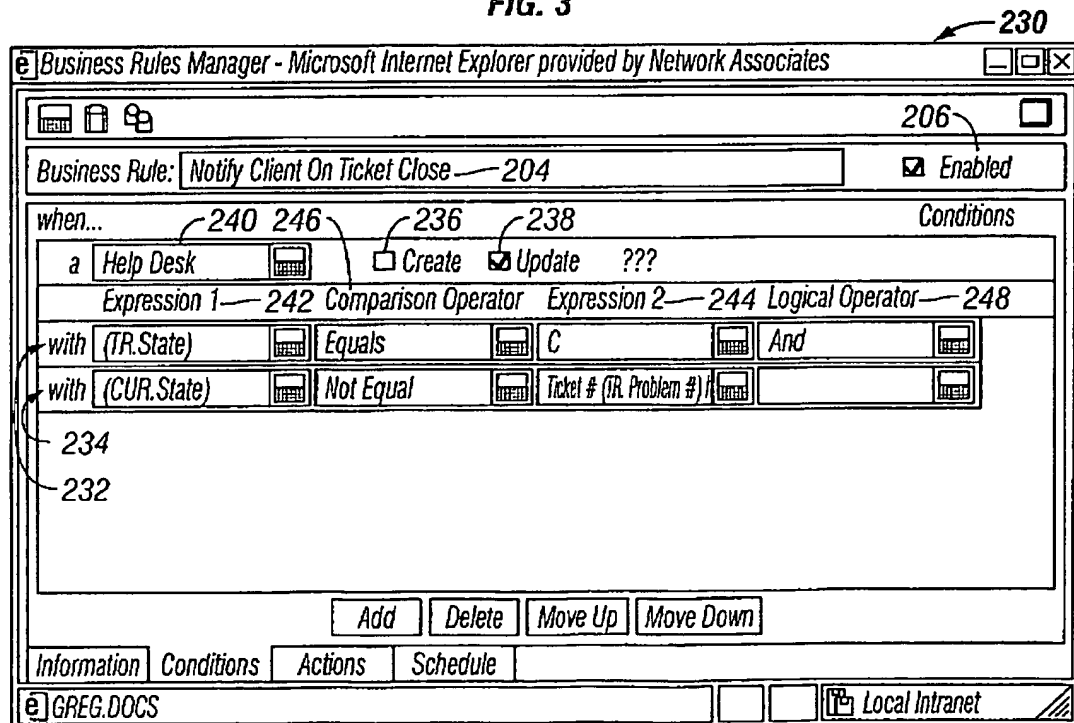 FIG. 3
230
Business Rules Manager - Microsoft Internet Explorer provided by Network Associates
206
Business Rule: Notify Client On Ticket Close 204 Enabled
when... 240 246 236 238 Conditions
a Help Desk Create Update ???
Expression 1 242 Comparison Operator Expression 2 244 Logical Operator 248
with (TR.State) Equals C And
with (CUR.State) Not Equal Ticket # (TR. Problem #)
234
232
Add Delete Move Up Move Down
Information Conditions Actions Schedule
GREG.DOCS Local Intranet